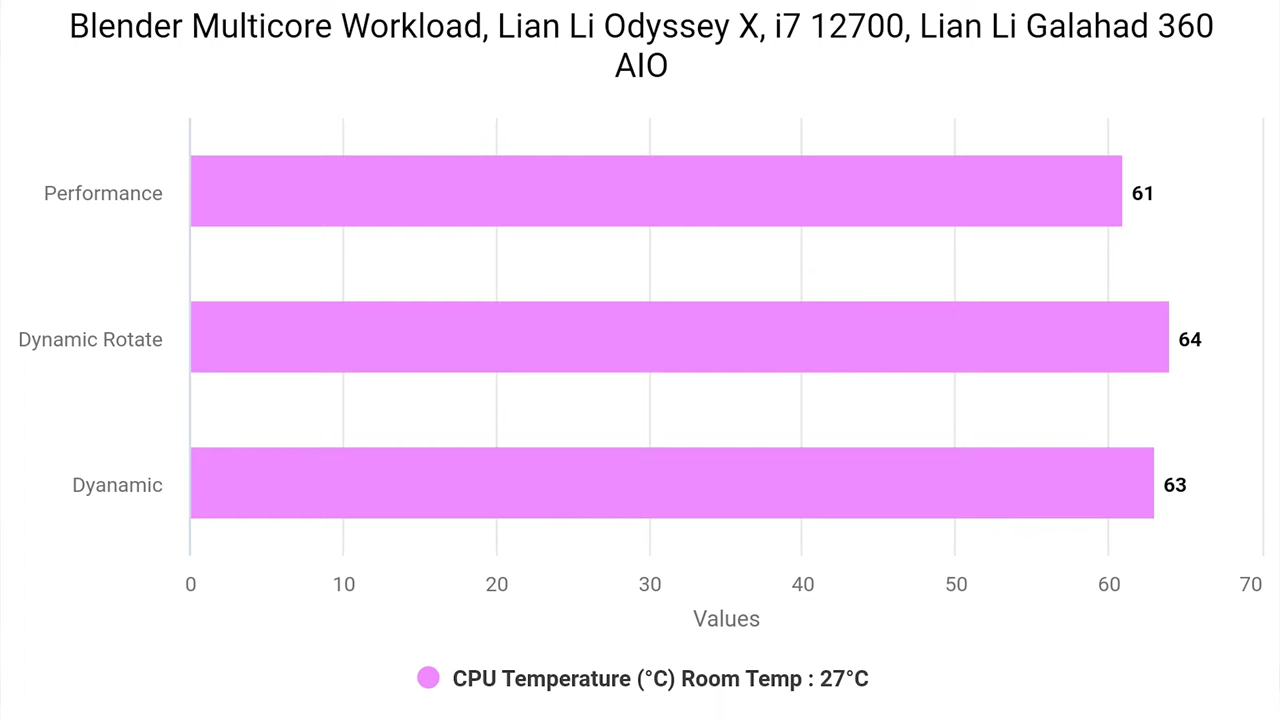 Blender Multicore Workload, Lian Li Odyssey X, i7 12700, Lian Li Galahad 360
AIO
Performance
61
Dynamic Rotate
64
Dyanamic
63
0 10 20 30 40 50 60 70
Values
CPU Temperature (°C) Room Temp : 27°C